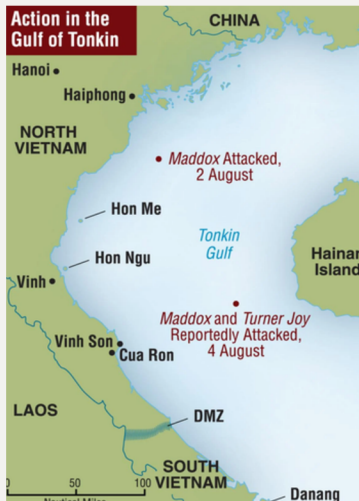 Action in the
Gulf of Tonkin
CHINA
Hanoi
Haiphong
NORTH
VIETNAM
Maddox Attacked,
2 August
Hon Me
Tonkin
Gulf
Hon Ngu
Hainan
Island
Vinh
Maddox and Turner Joy
Reportedly Attacked,
4 August
Vinh Son
Cua Ron
LAOS
DMZ
0 50 100
Nautical Miles
SOUTH
VIETNAM
Danang